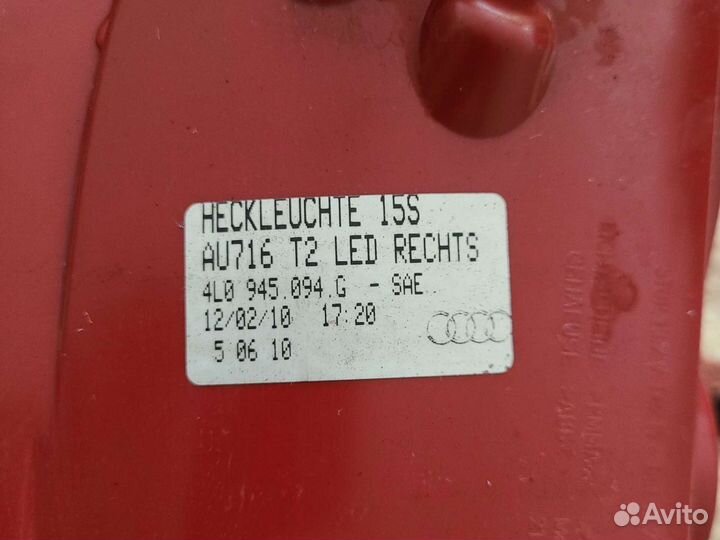 HECKLEUCHTE 15S
AU716 T2 LED RECHTS
4L0 945.094.G - SAE
12/02/10 17:20
5 06 10
Avito